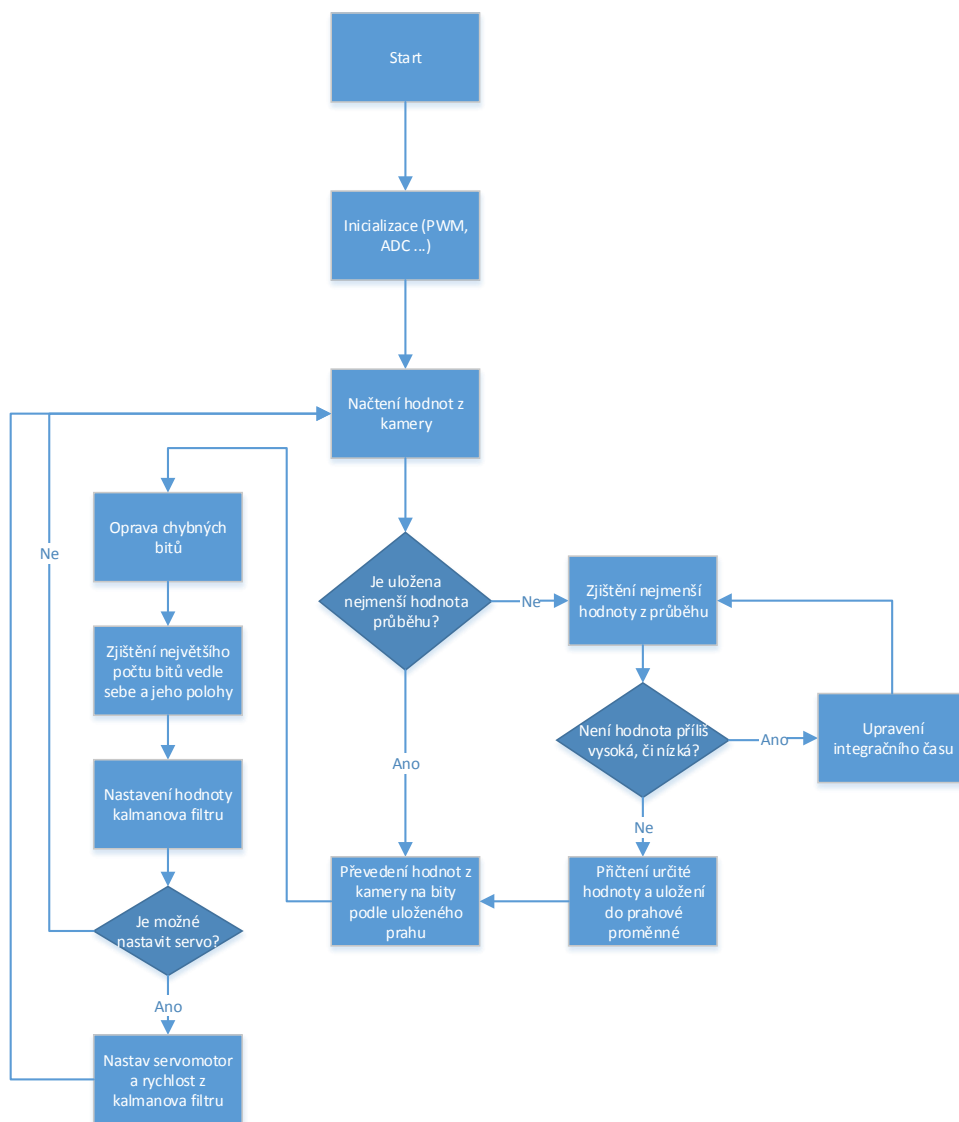 Start
Inicializace (PWM,
ADC ...)
Načtení hodnot z
kamery
Oprava chybných
bitů
Ne
Je uložena
nejmenší hodnota
průběhu?
Ne
Zjištění nejmenší
hodnoty z průběhu
Zjištění největšího
počtu bitů vedle
sebe a jeho polohy
Není hodnota příliš
vysoká, či nízká?
Ano
Upravení
integračního času
Ano
Nastavení hodnoty
kalmanova filtru
Ne
Převedení hodnot z
kamery na bity
podle uloženého
prahu
Přičtení určité
hodnoty a uložení
do prahové
proměnné
Je možné
nastavit servo?
Ano
Nastav servomotor
a rychlost z
kalmanova filtru